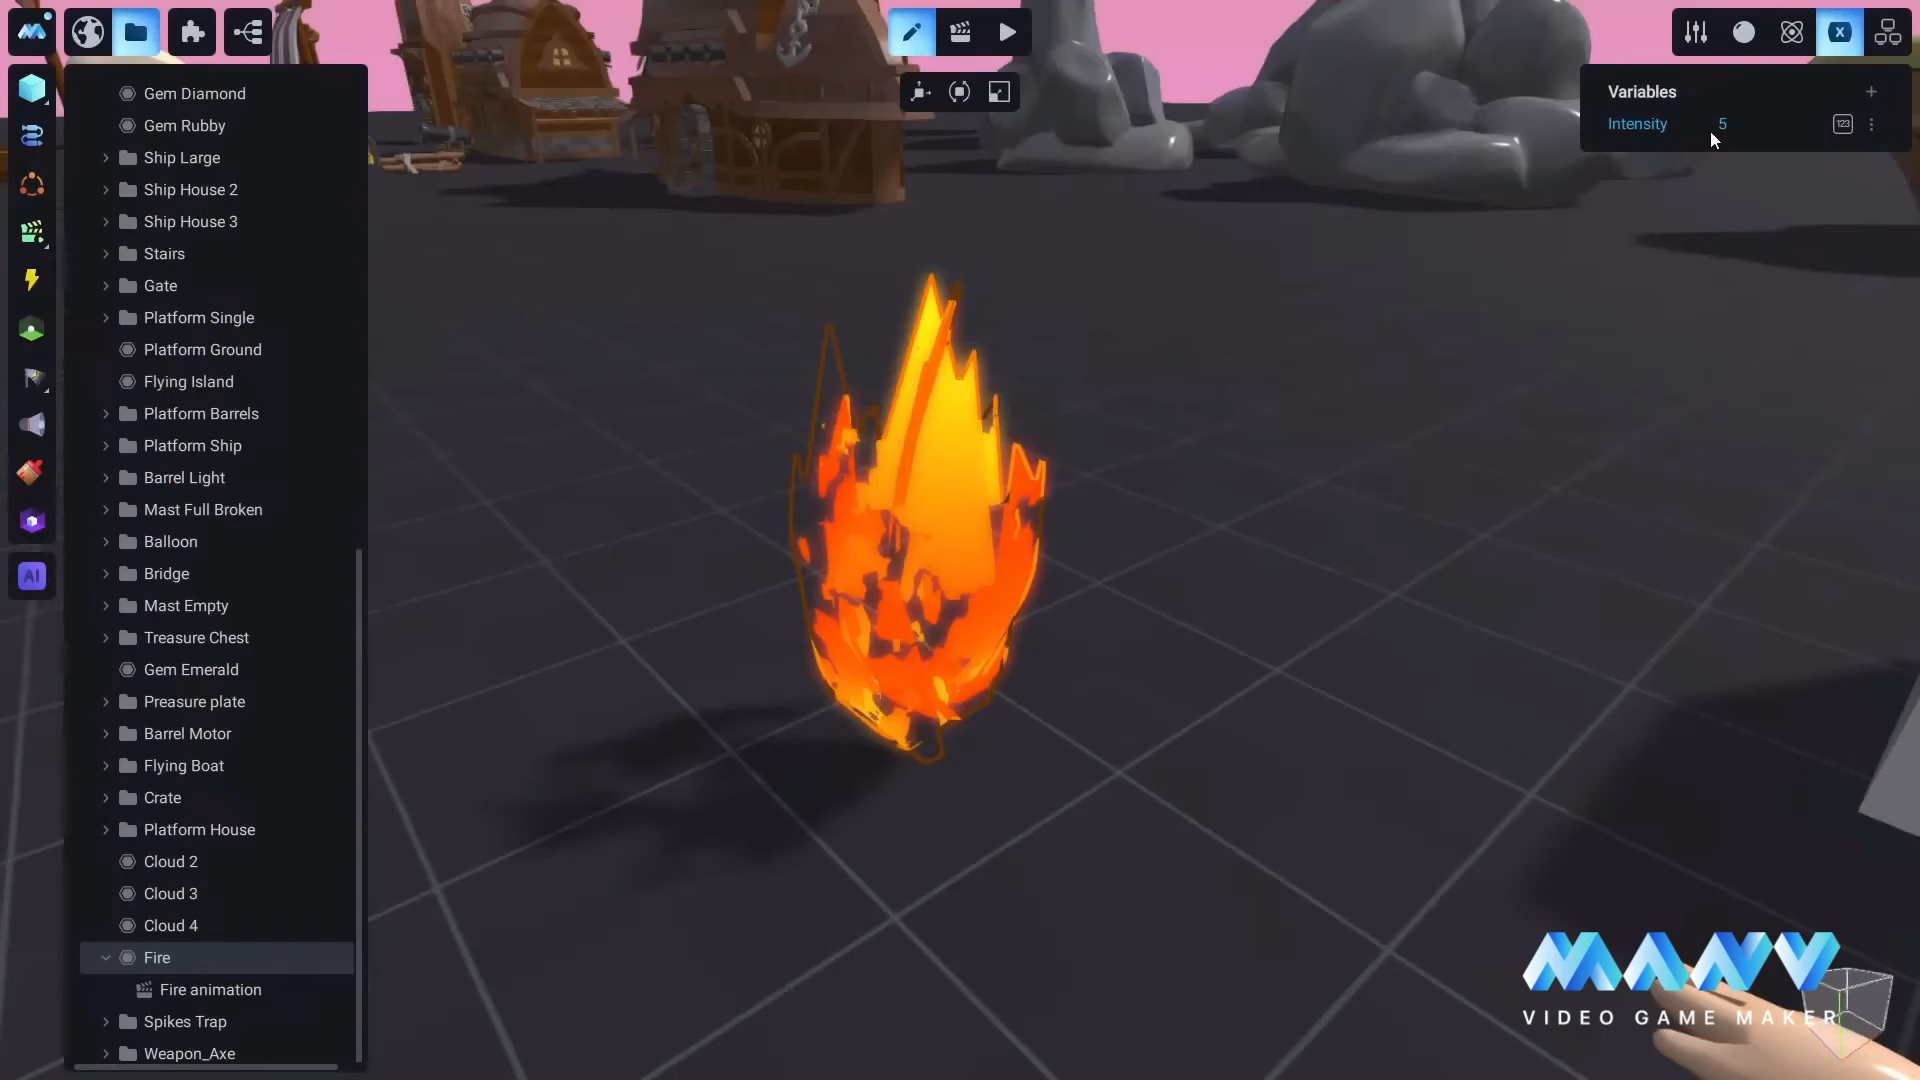 Gem Diamond
Gem Rubby
Ship Large
Ship House 2
Ship House 3
Stairs
Gate
Platform Single
Platform Ground
Flying Island
Platform Barrels
Platform Ship
Barrel Light
Mast Full Broken
Balloon
Bridge
Mast Empty
Treasure Chest
Gem Emerald
Preasure plate
Barrel Motor
Flying Boat
Crate
Platform House
Cloud 2
Cloud 3
Cloud 4
Fire
Fire animation
Spikes Trap
Weapon_Axe
AI
X
Variables +
Intensity 5 123
MANV
VIDEO GAME MAKER